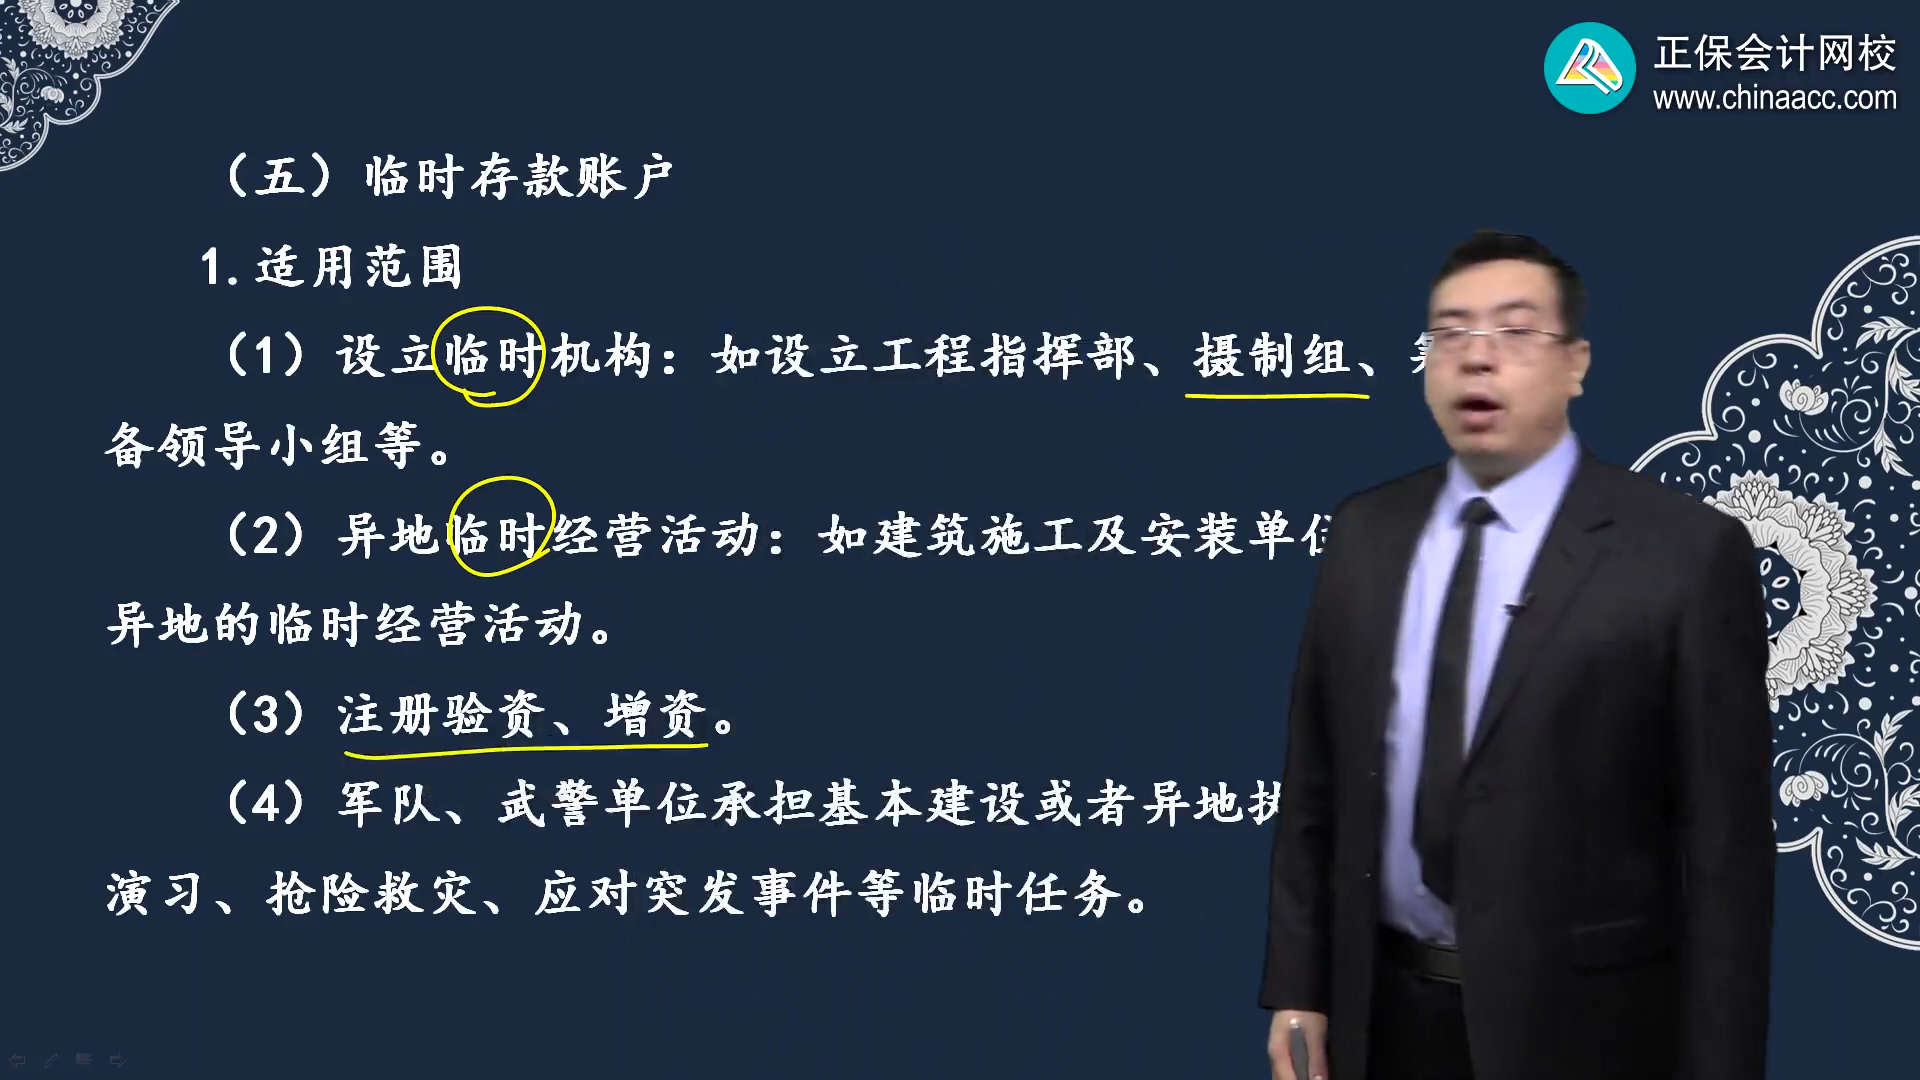 正保会计网校
www.chinaacc.com
（五）临时存款账户
1.适用范围
（1）设立临时机构：如设立工程指挥部、摄制组、
备领导小组等。
（2）异地临时经营活动：如建筑施工及安装单
异地的临时经营活动。
（3）注册验资、增资。
（4）军队、武警单位承担基本建设或者异地执
演习、抢险救灾、应对突发事件等临时任务。